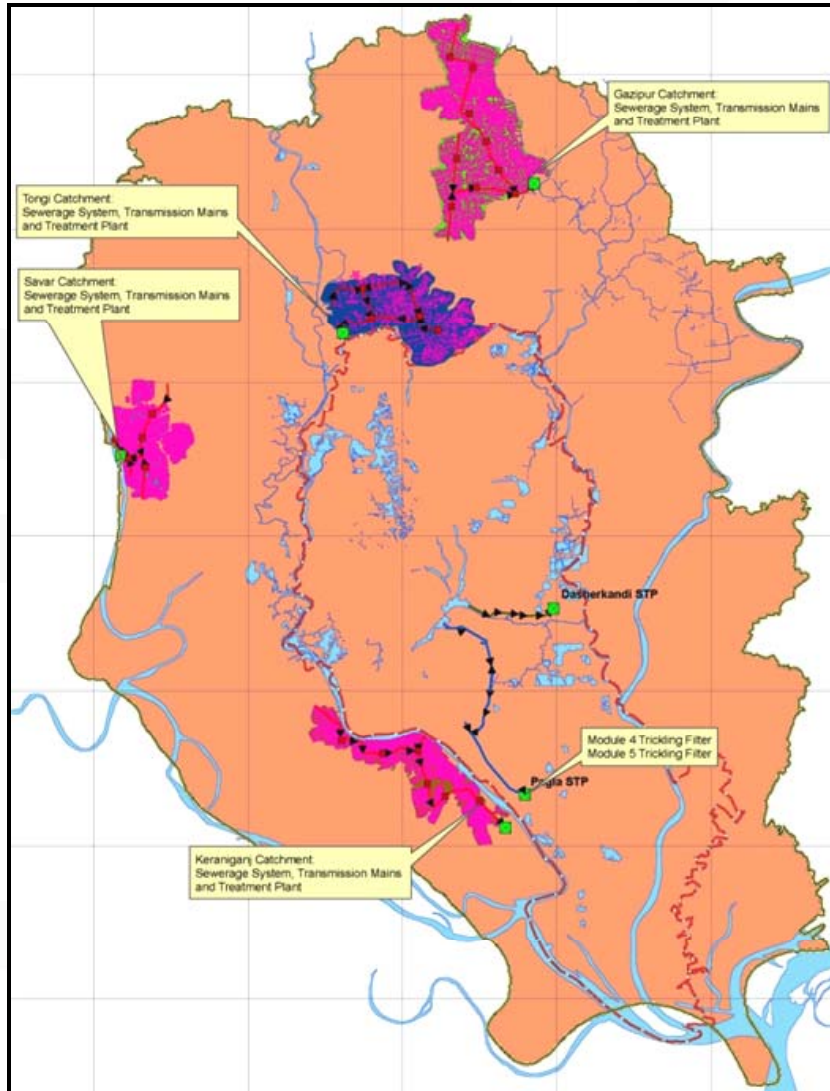 Gazipur Catchment:
Sewerage System, Transmission Mains
and Treatment Plant
Tongi Catchment:
Sewerage System, Transmission Mains
and Treatment Plant
Savar Catchment:
Sewerage System, Transmission Mains
and Treatment Plant
Dasherkandi STP
Module 4 Trickling Filter
Module 5 Trickling Filter
Pagla STP
Keraniganj Catchment:
Sewerage System, Transmission Mains
and Treatment Plant